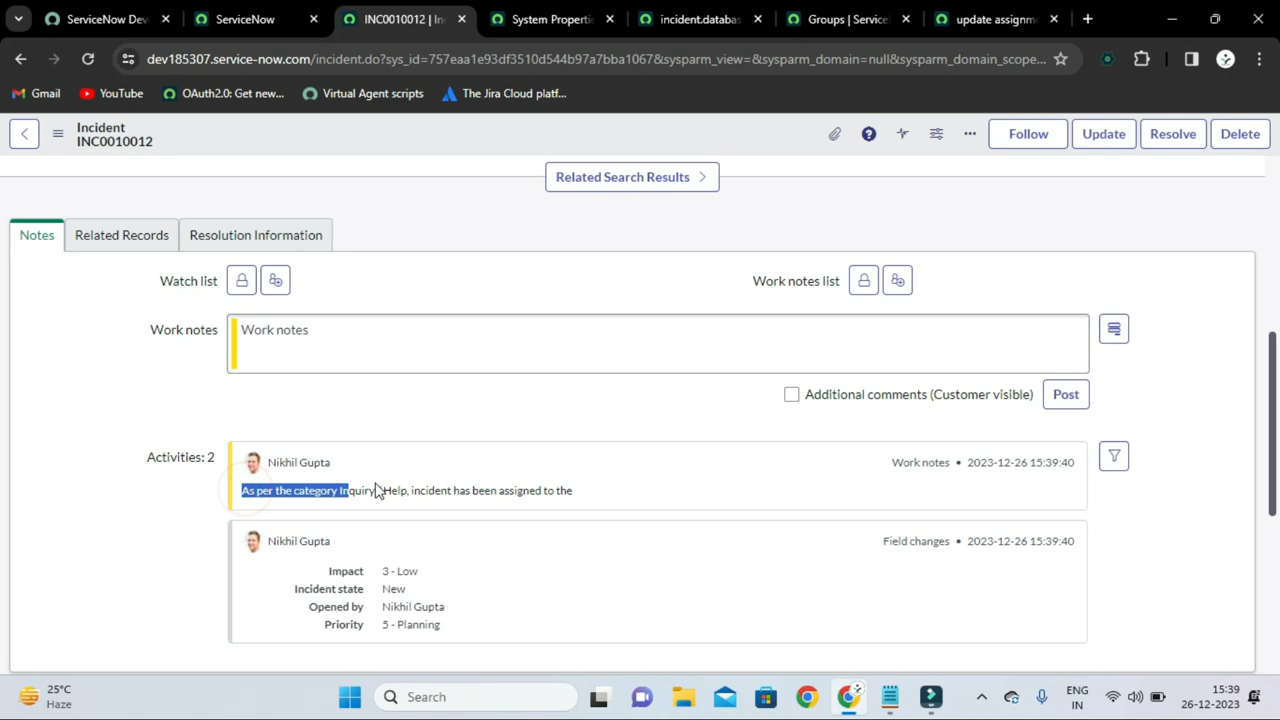 ServiceNow Dev
ServiceNow
INC0010012 | In
System Properti
incident.databas
Groups | Service
update assignm
dev185307.service-now.com/incident.do?sys_id=757eaa1e93df3510d544b97a7bba1067&sysparm_view=&sysparm_domain=null&sysparm_domain_scope...
Gmail
YouTube
OAuth2.0: Get new...
Virtual Agent scripts
The Jira Cloud platf...
Incident
INC0010012
Follow
Update
Resolve
Delete
Related Search Results
Notes
Related Records
Resolution Information
Watch list
Work notes list
Work notes
Work notes
Additional comments (Customer visible)
Post
Activities: 2
Nikhil Gupta
Work notes • 2023-12-26 15:39:40
As per the category Inquiry / Help, incident has been assigned to the
Nikhil Gupta
Field changes • 2023-12-26 15:39:40
Impact 3 - Low
Incident state New
Opened by Nikhil Gupta
Priority 5 - Planning
25°C
Haze
Search
ENG
IN
15:39
26-12-2023